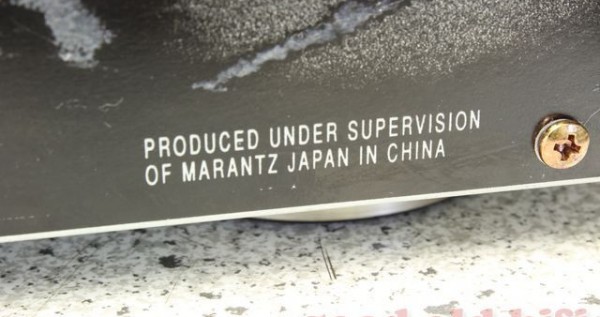 PRODUCED UNDER SUPERVISION
OF MARANTZ JAPAN IN CHINA